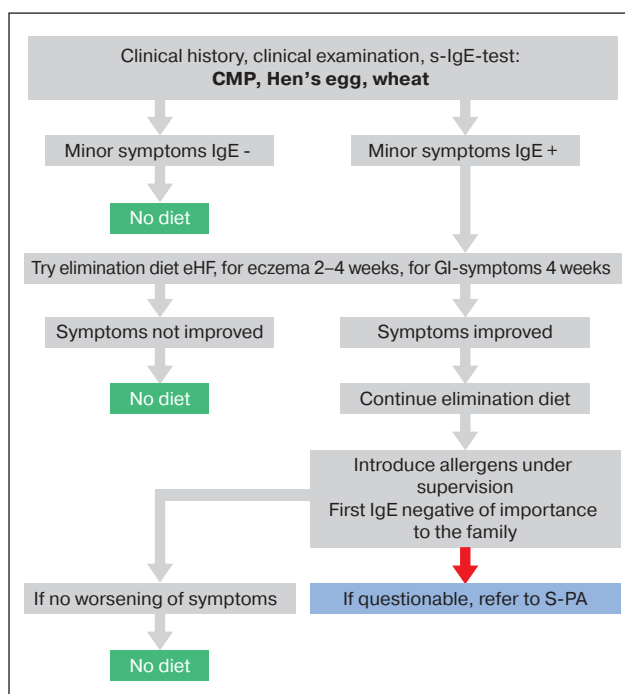 Clinical history, clinical examination, s-IgE-test:
CMP, Hen's egg, wheat
Minor symptoms IgE -
Minor symptoms IgE +
No diet
Try elimination diet eHF, for eczema 2–4 weeks, for GI-symptoms 4 weeks
Symptoms not improved
Symptoms improved
No diet
Continue elimination diet
Introduce allergens under
supervision
First IgE negative of importance
to the family
If no worsening of symptoms
If questionable, refer to S-PA
No diet